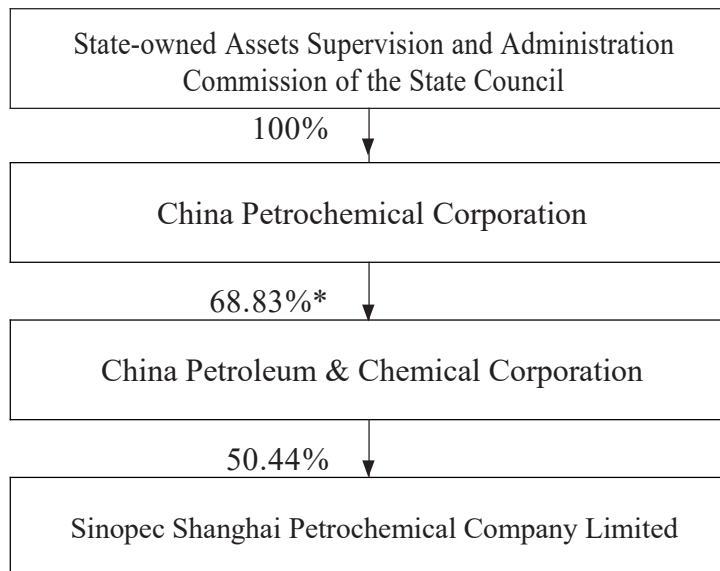 State-owned Assets Supervision and Administration
Commission of the State Council
100%
China Petrochemical Corporation
68.83%*
China Petroleum & Chemical Corporation
50.44%
Sinopec Shanghai Petrochemical Company Limited